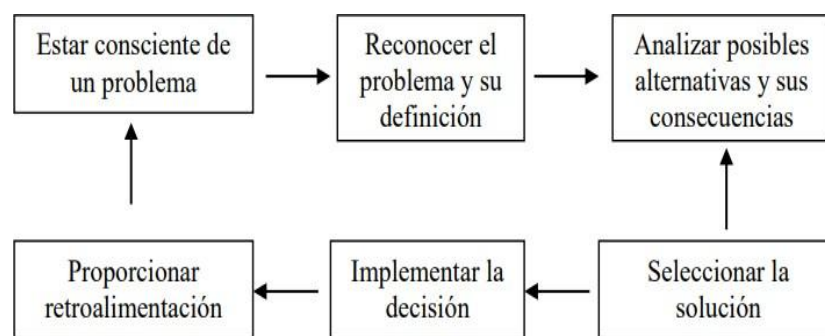 Estar consciente de
un problema
Reconocer el
problema y su
definición
Analizar posibles
alternativas y sus
consecuencias
Proporcionar
retroalimentación
Implementar la
decisión
Seleccionar la
solución